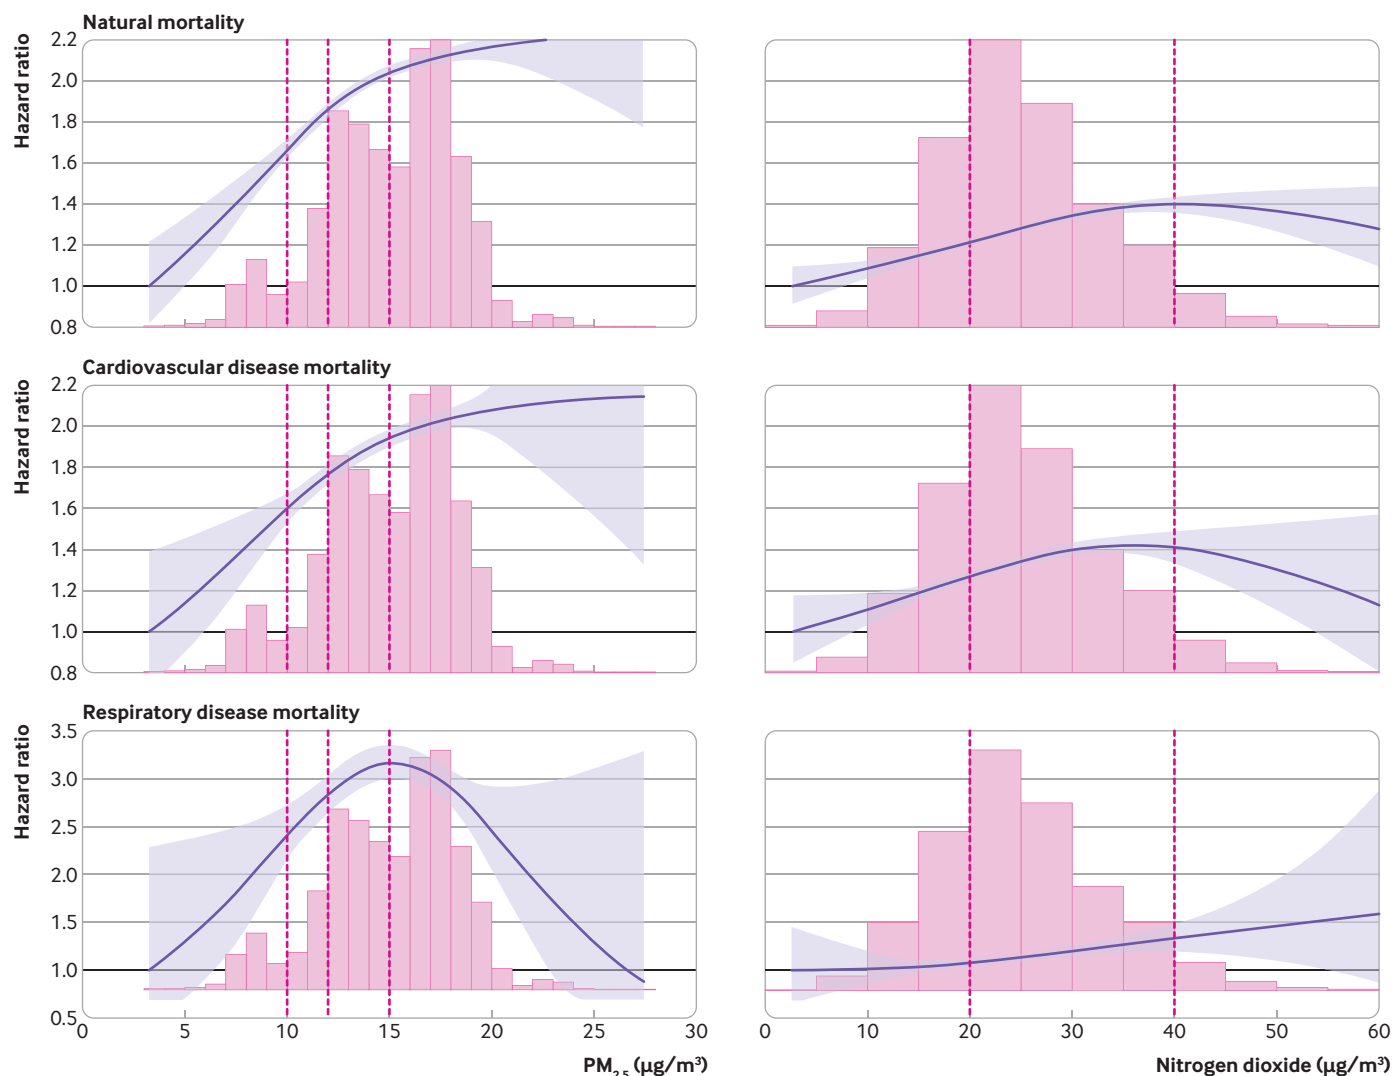 Natural mortality
Hazard ratio
2.2
2.0
1.8
1.6
1.4
1.2
1.0
0.8
Cardiovascular disease mortality
Hazard ratio
2.2
2.0
1.8
1.6
1.4
1.2
1.0
0.8
Respiratory disease mortality
Hazard ratio
3.5
3.0
2.5
2.0
1.5
1.0
0.5
0 5 10 15 20 25 30
PM2.5 (µg/m³)
0 10 20 30 40 50 60
Nitrogen dioxide (µg/m³)